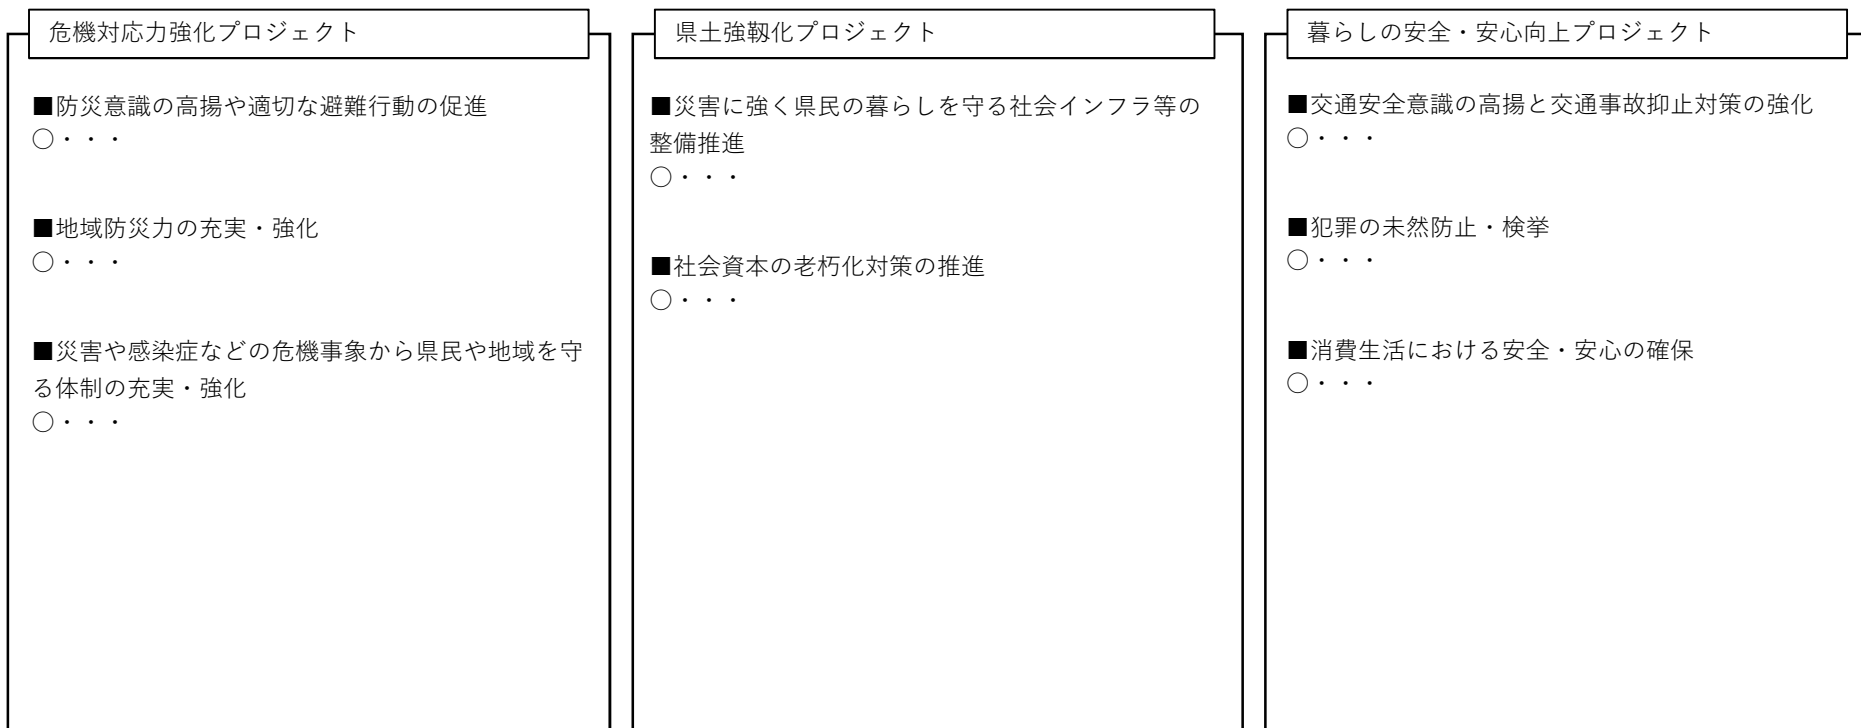 危機対応力強化プロジェクト
■防災意識の高揚や適切な避難行動の促進
○・・・
■地域防災力の充実・強化
○・・・
■災害や感染症などの危機事象から県民や地域を守
る体制の充実・強化
○・・・
県土強靱化プロジェクト
■災害に強く県民の暮らしを守る社会インフラ等の
整備推進
○・・・
■社会資本の老朽化対策の推進
○・・・
暮らしの安全・安心向上プロジェクト
■交通安全意識の高揚と交通事故抑止対策の強化
○・・・
■犯罪の未然防止・検挙
○・・・
■消費生活における安全・安心の確保
○・・・